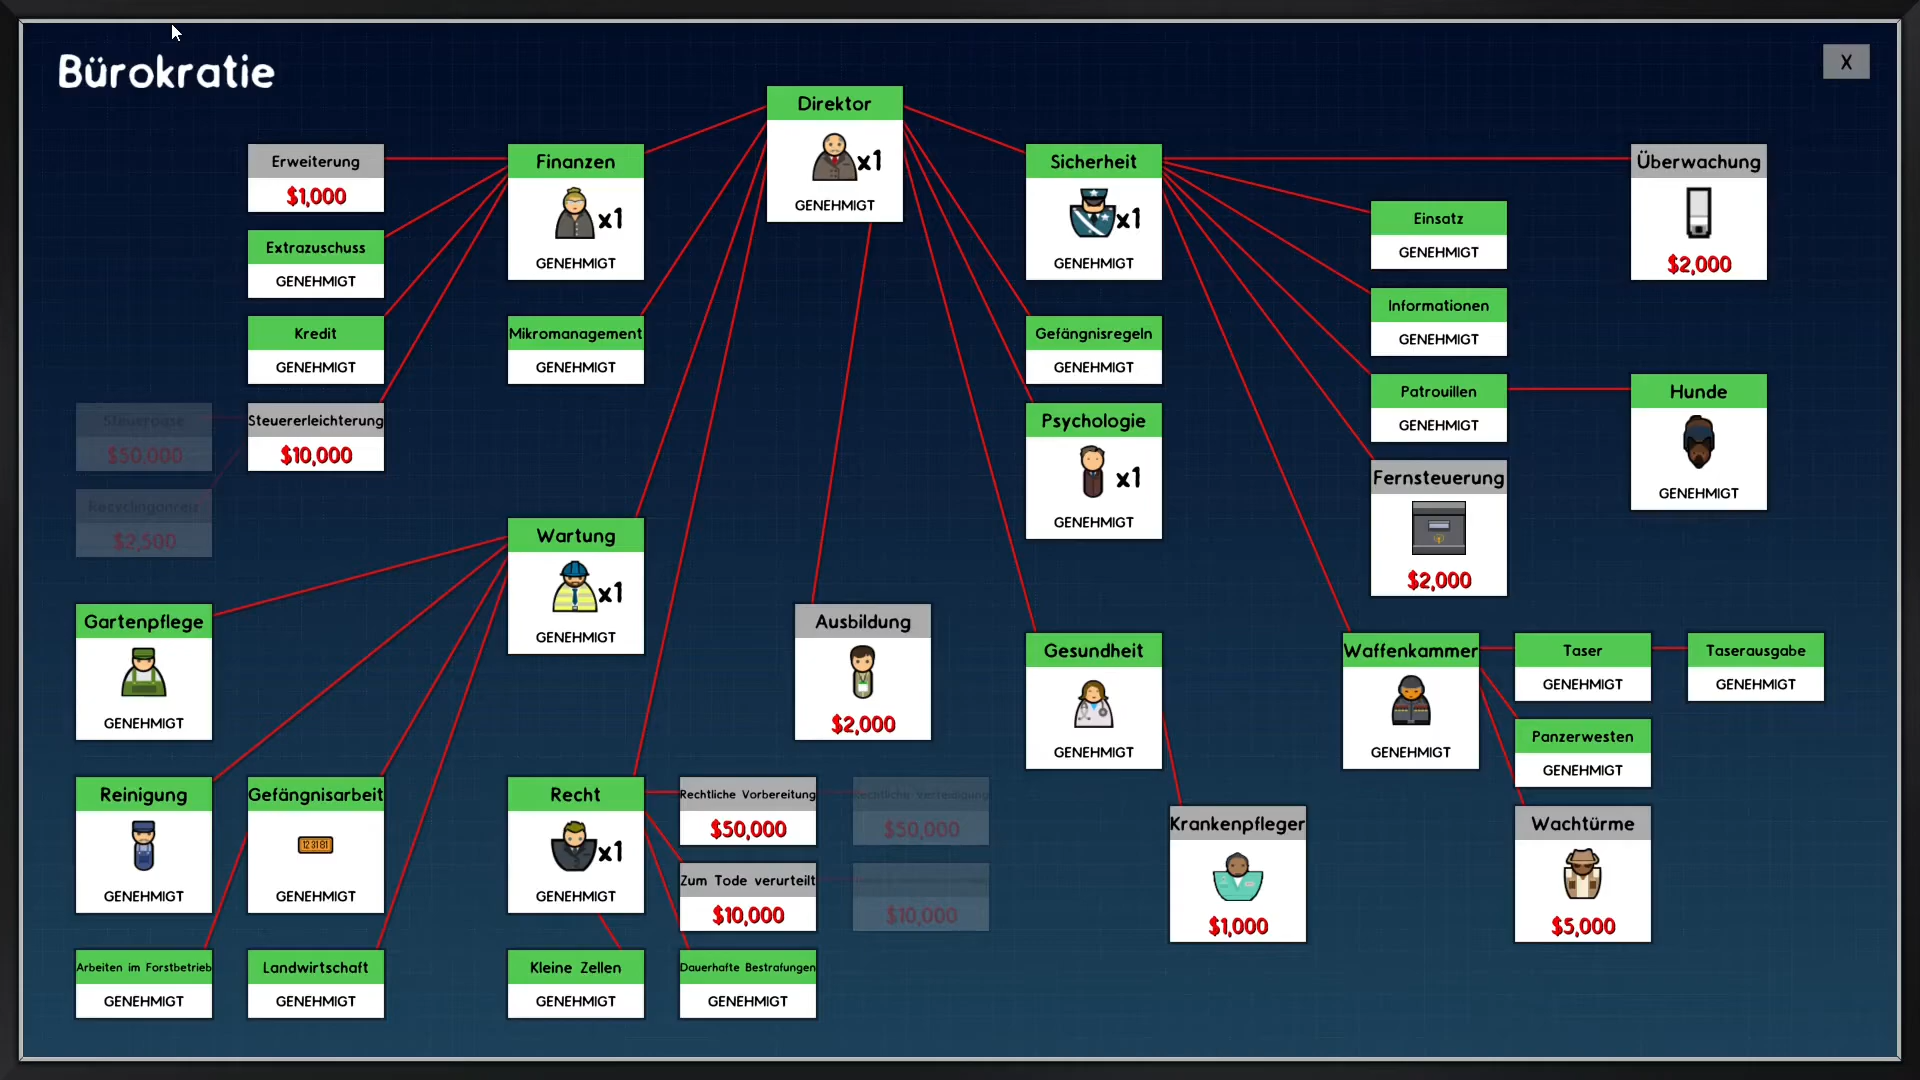 Bürokratie
X
Direktor
x1
GENEHMIGT
Erweiterung
$1,000
Finanzen
x1
GENEHMIGT
Sicherheit
x1
GENEHMIGT
Überwachung
$2,000
Extrazuschuss
GENEHMIGT
Einsatz
GENEHMIGT
Kredit
GENEHMIGT
Mikromanagement
GENEHMIGT
Gefängnisregeln
GENEHMIGT
Informationen
GENEHMIGT
$50,000
Steuererleichterung
$10,000
Psychologie
x1
GENEHMIGT
Patrouillen
GENEHMIGT
Hunde
GENEHMIGT
Recyclinganreiz
$2,500
Fernsteuerung
$2,000
Wartung
x1
GENEHMIGT
Gartenpflege
GENEHMIGT
Ausbildung
$2,000
Gesundheit
GENEHMIGT
Waffenkammer
GENEHMIGT
Taser
GENEHMIGT
Taserausgabe
GENEHMIGT
Panzerwesten
GENEHMIGT
Reinigung
GENEHMIGT
Gefängnisarbeit
123181
GENEHMIGT
Recht
x1
GENEHMIGT
Rechtliche Vorbereitung
$50,000
Rechtliche Verteidigung
$50,000
Krankenpfleger
$1,000
Wachtürme
$5,000
Zum Tode verurteilt
$10,000
$10,000
Arbeiten im Forstbetrieb
GENEHMIGT
Landwirtschaft
GENEHMIGT
Kleine Zellen
GENEHMIGT
Dauerhafte Bestrafungen
GENEHMIGT